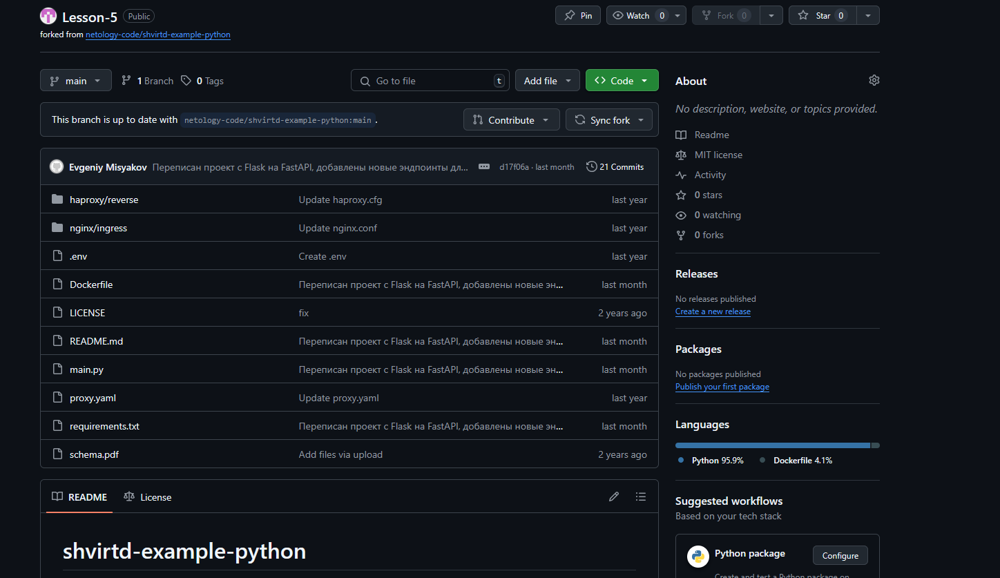 Lesson-5 Public
Pin
Watch 0
Fork 0
Star 0
forked from netology-code/shvirtd-example-python
main
1 Branch
0 Tags
Go to file t
Add file
Code
This branch is up to date with netology-code/shvirtd-example-python:main .
Contribute
Sync fork
Evgeniy Misyakov Переписан проект с Flask на FastAPI, добавлены новые эндпоинты дл... d17f06a · last month 21 Commits
haproxy/reverse Update haproxy.cfg last year
nginx/ingress Update nginx.conf last year
.env Create .env last year
Dockerfile Переписан проект с Flask на FastAPI, добавлены новые эн... last month
LICENSE fix 2 years ago
README.md Переписан проект с Flask на FastAPI, добавлены новые эн... last month
main.py Переписан проект с Flask на FastAPI, добавлены новые эн... last month
proxy.yaml Update proxy.yaml last year
requirements.txt Переписан проект с Flask на FastAPI, добавлены новые эн... last month
schema.pdf Add files via upload 2 years ago
README
License
shvirtd-example-python
About
No description, website, or topics provided.
Readme
MIT license
Activity
0 stars
0 watching
0 forks
Releases
No releases published
Create a new release
Packages
No packages published
Publish your first package
Languages
Python 95.9%
Dockerfile 4.1%
Suggested workflows
Based on your tech stack
Python package
Configure
Create and test a Python package on